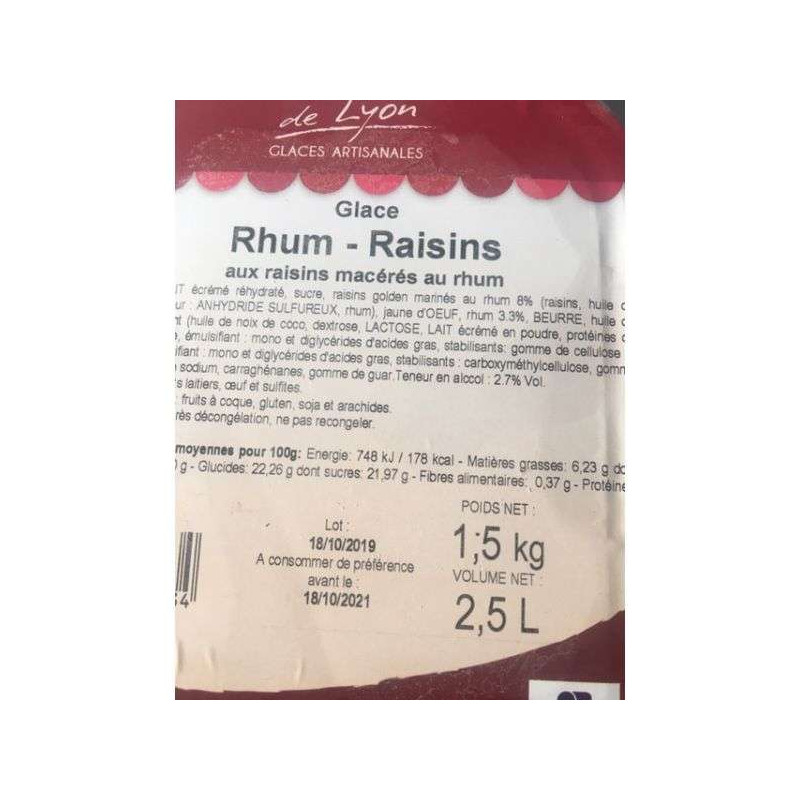 de Lyon
GLACES ARTISANALES
Glace
Rhum - Raisins
aux raisins macérés au rhum
IT écrémé réhydraté, sucre, raisins golden marinés au rhum 8% (raisins, huile d
ur : ANHYDRIDE SULFUREUX, rhum), jaune d'OEUF, rhum 3.3%, BEURRE, huile d
nt (huile de noix de coco, dextrose, LACTOSE, LAIT écrémé en poudre, protéines d
, émulsifiant : mono et diglycérides d'acides gras, stabilisants: gomme de cellulose
ifiant : mono et diglycérides d'acides gras, stabilisants : carboxyméthylcellulose, gomm
sodium, carraghénanes, gomme de guar.Teneur en alcool : 2.7% Vol.
s laitiers, œuf et sulfites.
: fruits à coque, gluten, soja et arachides.
rès décongélation, ne pas recongeler.
moyennes pour 100g: Energie: 748 kJ / 178 kcal - Matières grasses: 6,23 g do
g - Glucides: 22,26 g dont sucres: 21,97 g - Fibres alimentaires: 0,37 g - Protéine
POIDS NET :
1,5 kg
VOLUME NET :
2,5 L
Lot :
18/10/2019
A consommer de préférence
avant le :
18/10/2021